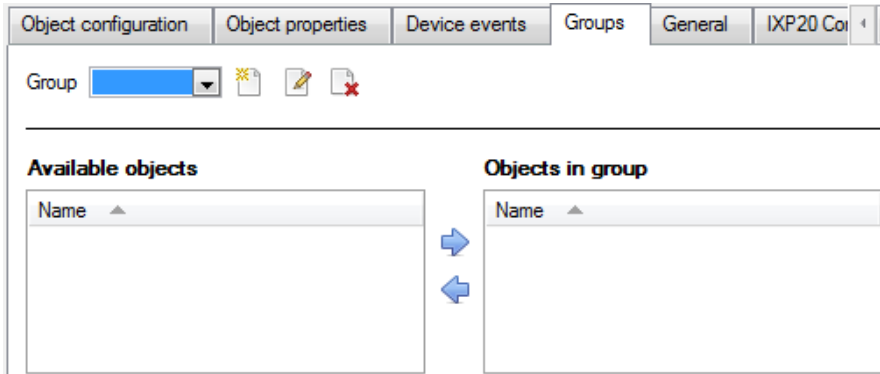 Object configuration Object properties Device events Groups General IXP20 Co
Group
Available objects Objects in group
Name Name